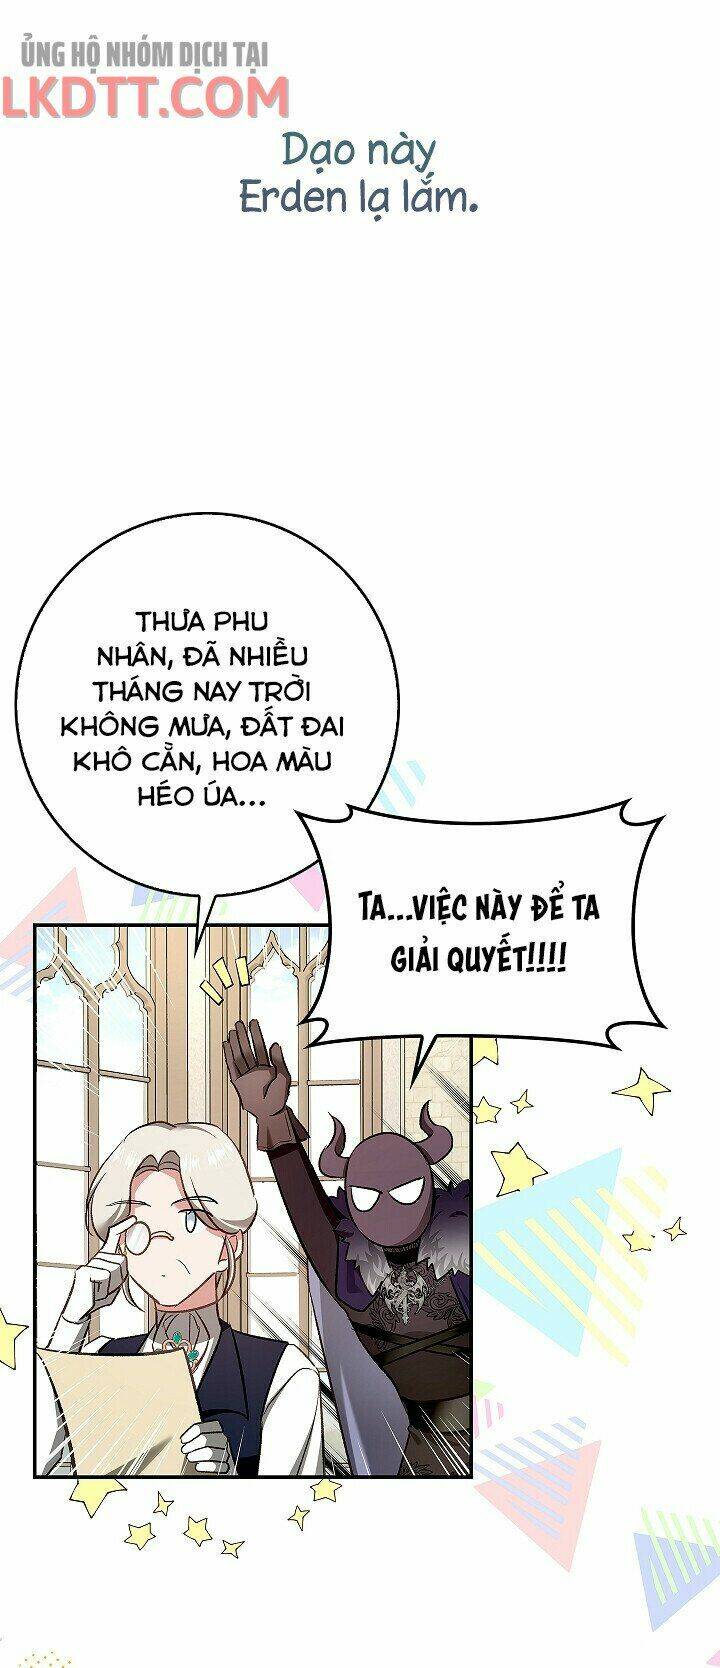 ỦNG HỘ NHÓM DỊCH TẠI
LKDTT.COM
Dạo này
Erden lạ lắm.
THƯA PHU
NHÂN, ĐÃ NHIỀU
THÁNG NAY TRỜI
KHÔNG MƯA, ĐẤT ĐAI
KHÔ CẰN, HOA MÀU
HÉO ÚA...
TA...VIỆC NÀY ĐỂ TA
GIẢI QUYẾT!!!!